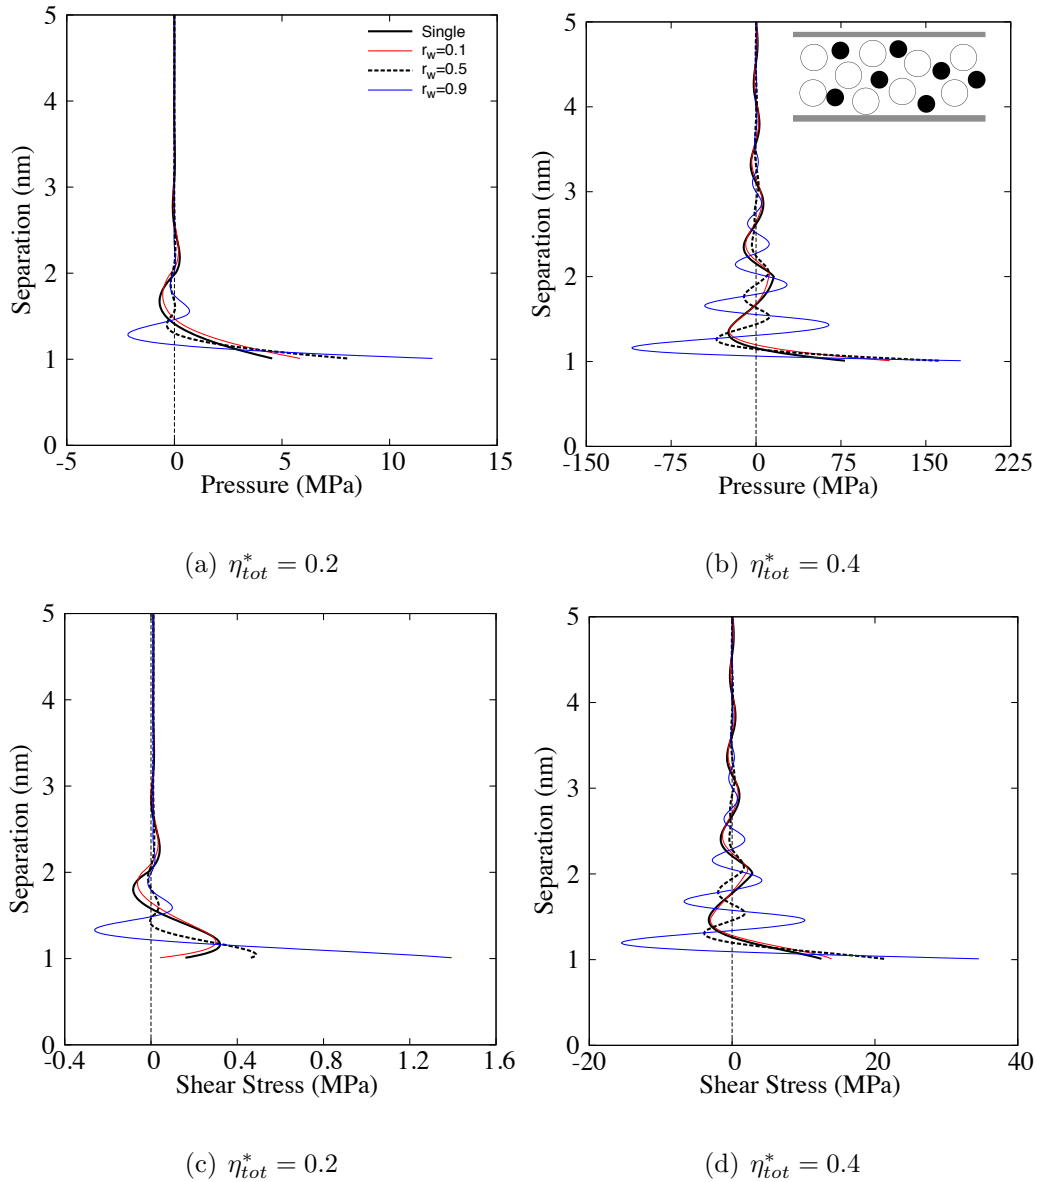 5
4
3
2
1
0
Separation (nm)
-5
0
5
10
15
Pressure (MPa)
Single
r_w=0.1
r_w=0.5
r_w=0.9
(a) η*_tot = 0.2
5
4
3
2
1
0
Separation (nm)
-150
-75
0
75
150
225
Pressure (MPa)
(b) η*_tot = 0.4
5
4
3
2
1
0
Separation (nm)
-0.4
0
0.4
0.8
1.2
1.6
Shear Stress (MPa)
(c) η*_tot = 0.2
5
4
3
2
1
0
Separation (nm)
-20
0
20
40
Shear Stress (MPa)
(d) η*_tot = 0.4